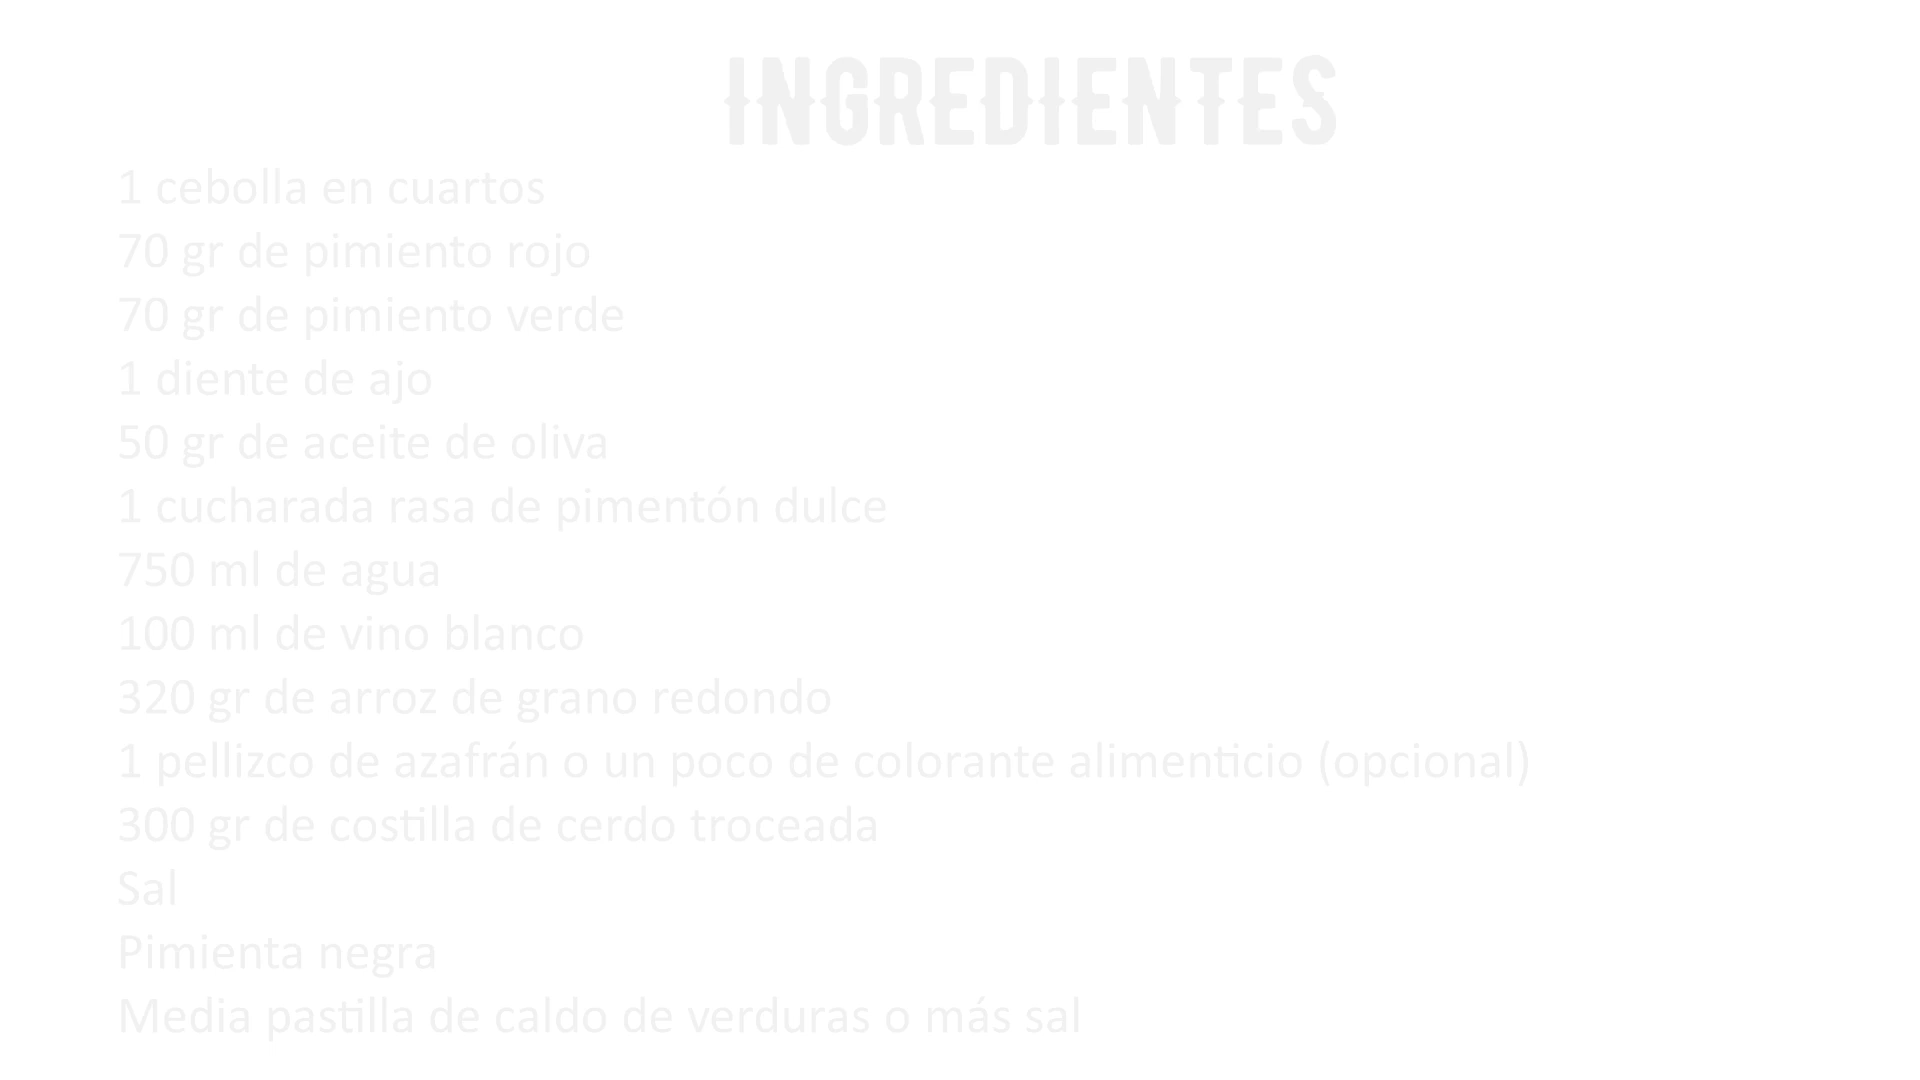 INGREDIENTES
1 cebolla en cuartos
70 gr de pimiento rojo
70 gr de pimiento verde
1 diente de ajo
50 gr de aceite de oliva
1 cucharada rasa de pimentón dulce
750 ml de agua
100 ml de vino blanco
320 gr de arroz de grano redondo
1 pellizco de azafrán o un poco de colorante alimenticio (opcional)
300 gr de costilla de cerdo troceada
Sal
Pimienta negra
Media pastilla de caldo de verduras o más sal